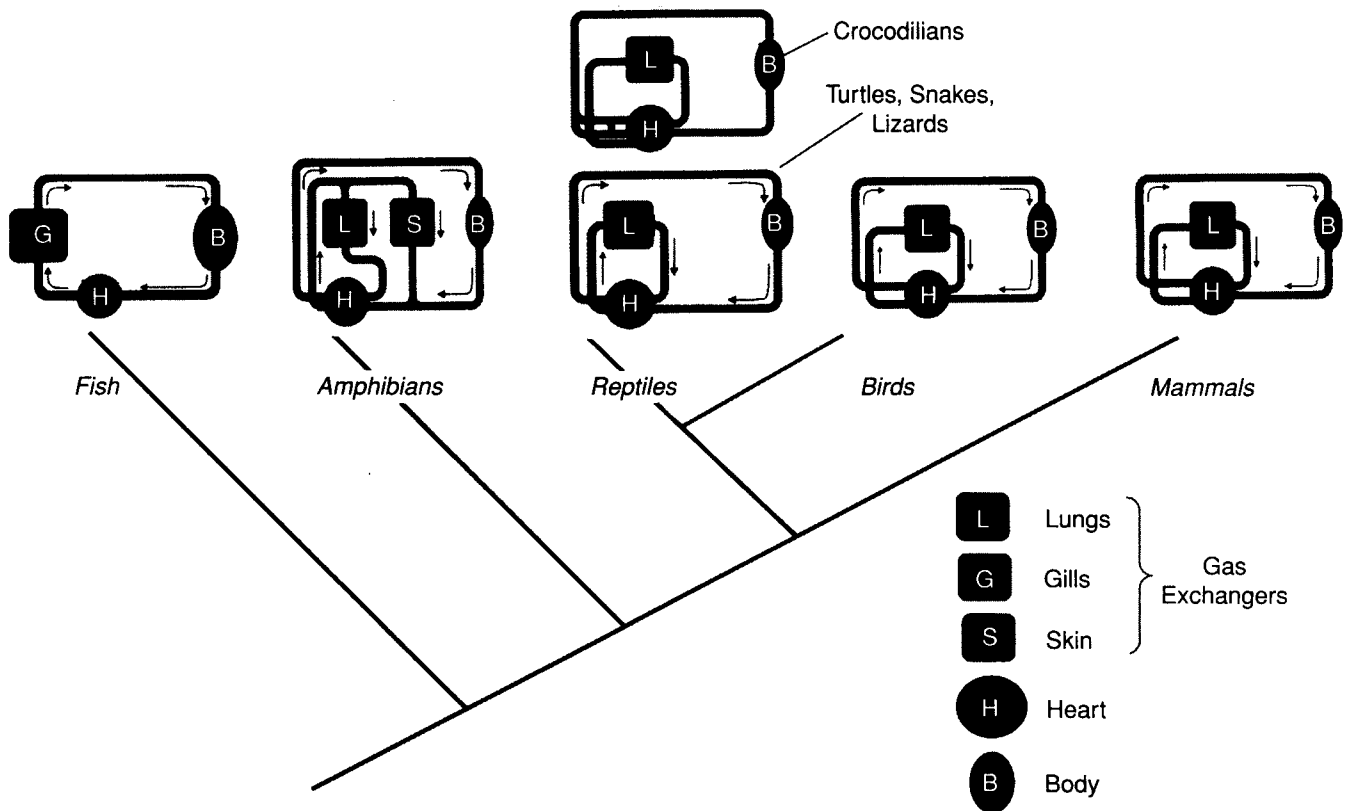 L
B
H
Crocodilians
Turtles, Snakes,
Lizards
G
B
H
L
S
B
H
L
B
H
L
B
H
L
B
H
Fish
Amphibians
Reptiles
Birds
Mammals
L
Lungs
G
Gills
S
Skin
Gas
Exchangers
H
Heart
B
Body